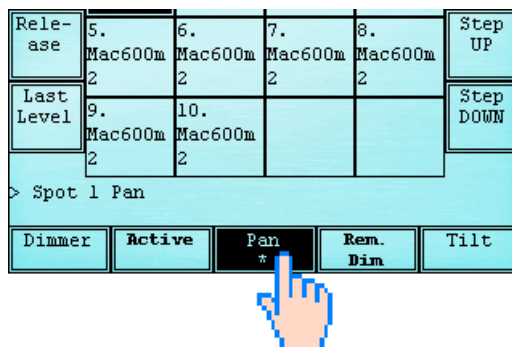 Rele-
ase
5.
Mac600m
2
6.
Mac600m
2
7.
Mac600m
2
8.
Mac600m
2
Step
UP
Last
Level
9.
Mac600m
2
10.
Mac600m
2
Step
DOWN
> Spot 1 Pan
Dimmer
Active
Pan
*
Rem.
Dim
Tilt